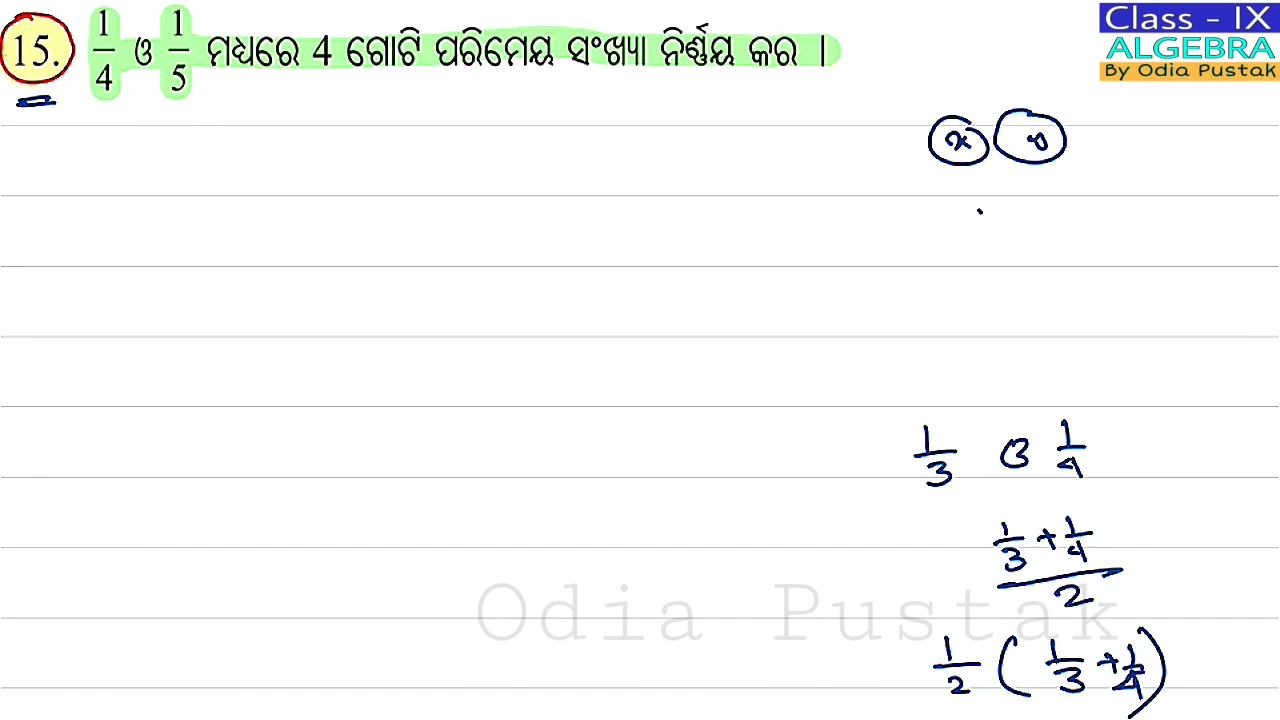 15. 1/4 ଓ 1/5 ମଧ୍ୟରେ 4 ଗୋଟି ପରିମେୟ ସଂଖ୍ୟା ନିର୍ଣ୍ଣୟ କର ।
Class - IX
ALGEBRA
By Odia Pustak
1/3 ଓ 1/4
(1/3 + 1/4)/2
Odia Pustak
1/2 (1/3 + 1/4)